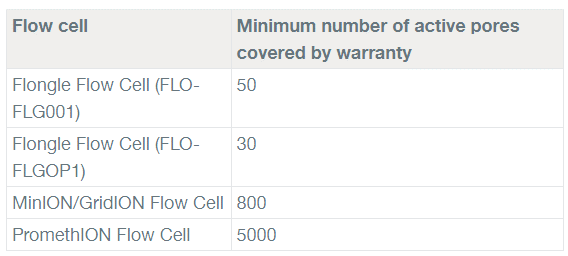 Flow cell
Minimum number of active pores
covered by warranty
Flongle Flow Cell (FLO-
FLG001)
50
Flongle Flow Cell (FLO-
FLGOP1)
30
MinION/GridION Flow Cell
800
PromethION Flow Cell
5000